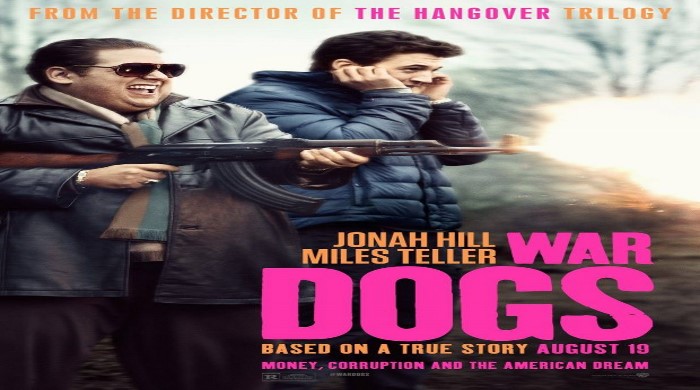 FROM THE DIRECTOR OF THE HANGOVER TRILOGY
JONAH HILL
MILES TELLER
WAR
DOGS
BASED ON A TRUE STORY AUGUST 19
MONEY, CORRUPTION AND THE AMERICAN DREAM
R
#WARDOGS